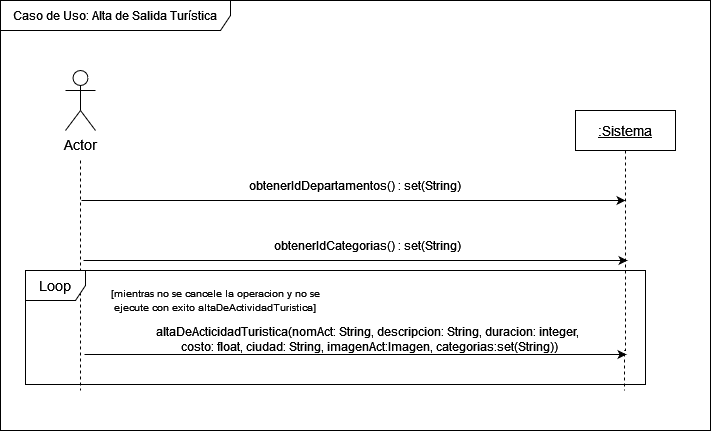 Caso de Uso: Alta de Salida Turística
Actor
:Sistema
obtenerIdDepartamentos() : set(String)
obtenerIdCategorias() : set(String)
Loop
[mientras no se cancele la operacion y no se
ejecute con exito altaDeActividadTuristica]
altaDeActicidadTuristica(nomAct: String, descripcion: String, duracion: integer,
costo: float, ciudad: String, imagenAct:Imagen, categorias:set(String))